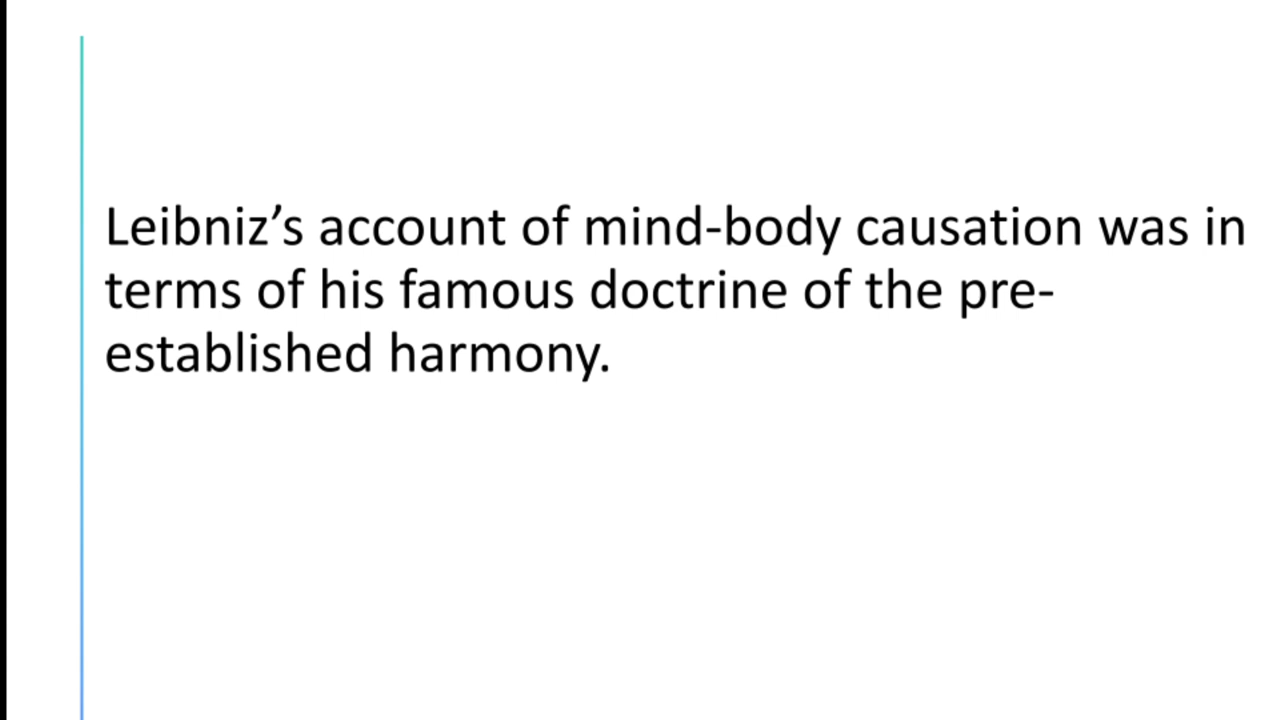 Leibniz’s account of mind-body causation was in
terms of his famous doctrine of the pre-
established harmony.